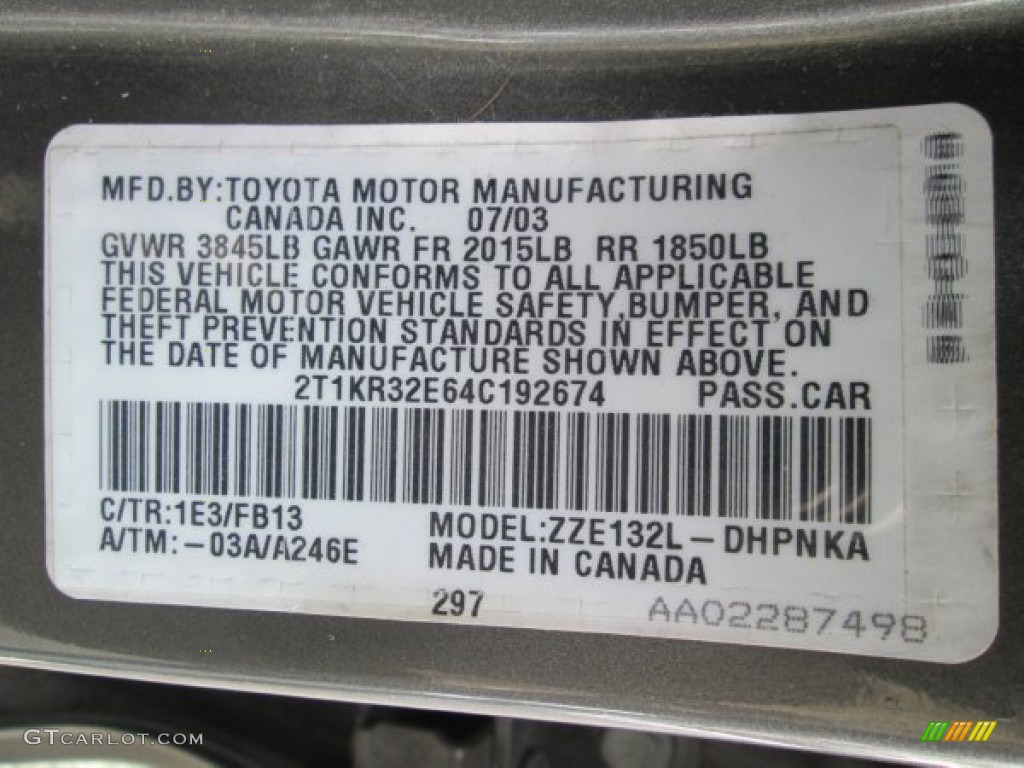 MFD.BY:TOYOTA MOTOR MANUFACTURING
CANADA INC. 07/03
GVWR 3845LB GAWR FR 2015LB RR 1850LB
THIS VEHICLE CONFORMS TO ALL APPLICABLE
FEDERAL MOTOR VEHICLE SAFETY,BUMPER, AND
THEFT PREVENTION STANDARDS IN EFFECT ON
THE DATE OF MANUFACTURE SHOWN ABOVE.
2T1KR32E64C192674 PASS.CAR
C/TR:1E3/FB13
A/TM:-03A/A246E
MODEL:ZZE132L-DHPNKA
MADE IN CANADA
297
AA02287498
GTCARLOT.COM